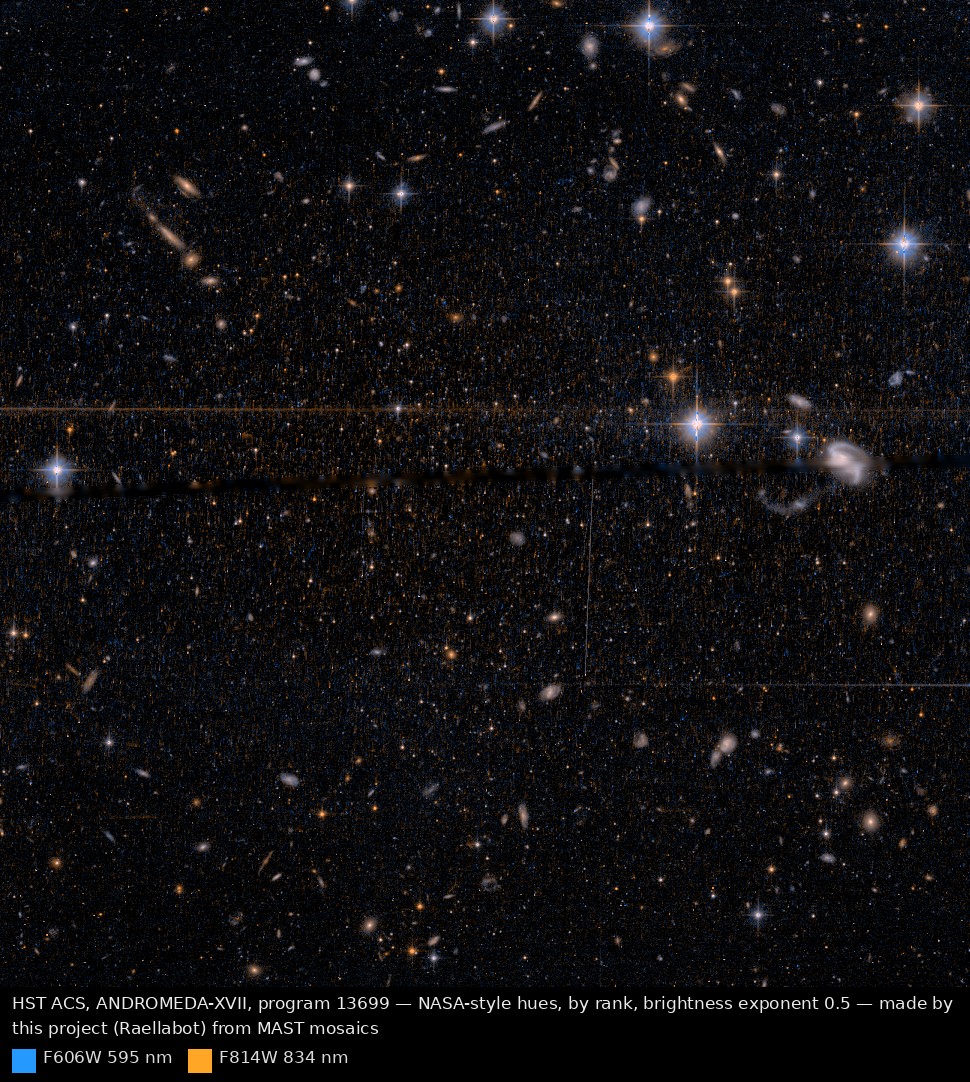 HST ACS, ANDROMEDA-XVII, program 13699 — NASA-style hues, by rank, brightness exponent 0.5 — made by
this project (Raellabot) from MAST mosaics
F606W 595 nm F814W 834 nm